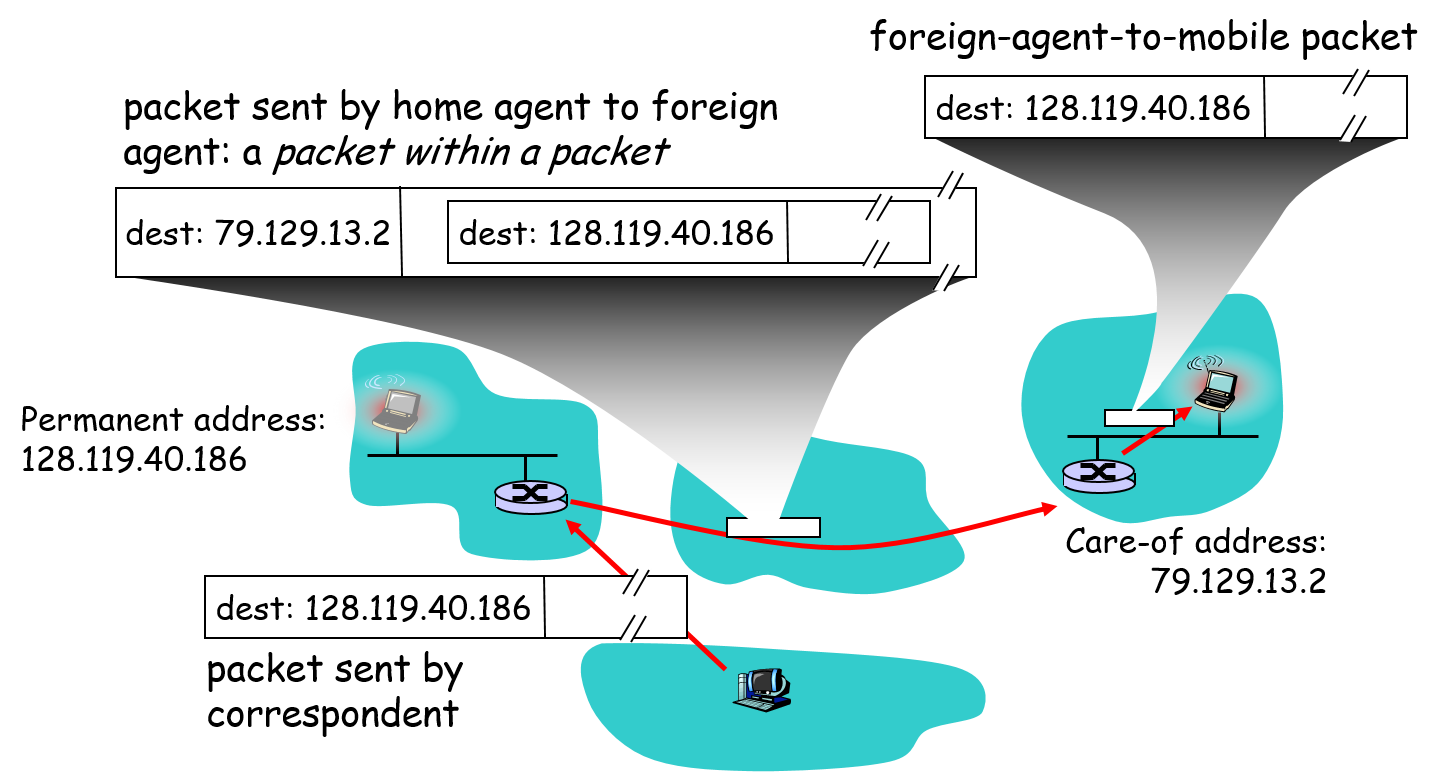 foreign-agent-to-mobile packet
dest: 128.119.40.186
packet sent by home agent to foreign
agent: a packet within a packet
dest: 79.129.13.2
dest: 128.119.40.186
Permanent address:
128.119.40.186
Care-of address:
79.129.13.2
dest: 128.119.40.186
packet sent by
correspondent